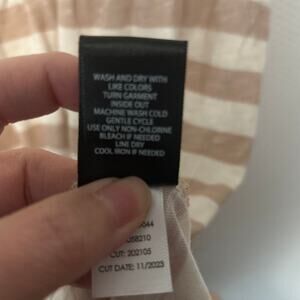 WASH AND DRY WITH
LIKE COLORS
TURN GARMENT
INSIDE OUT
MACHINE WASH COLD
GENTLE CYCLE
USE ONLY NON-CHLORINE
BLEACH IF NEEDED
LINE DRY
COOL IRON IF NEEDED
CUT: 202105
CUT DATE: 11/2023